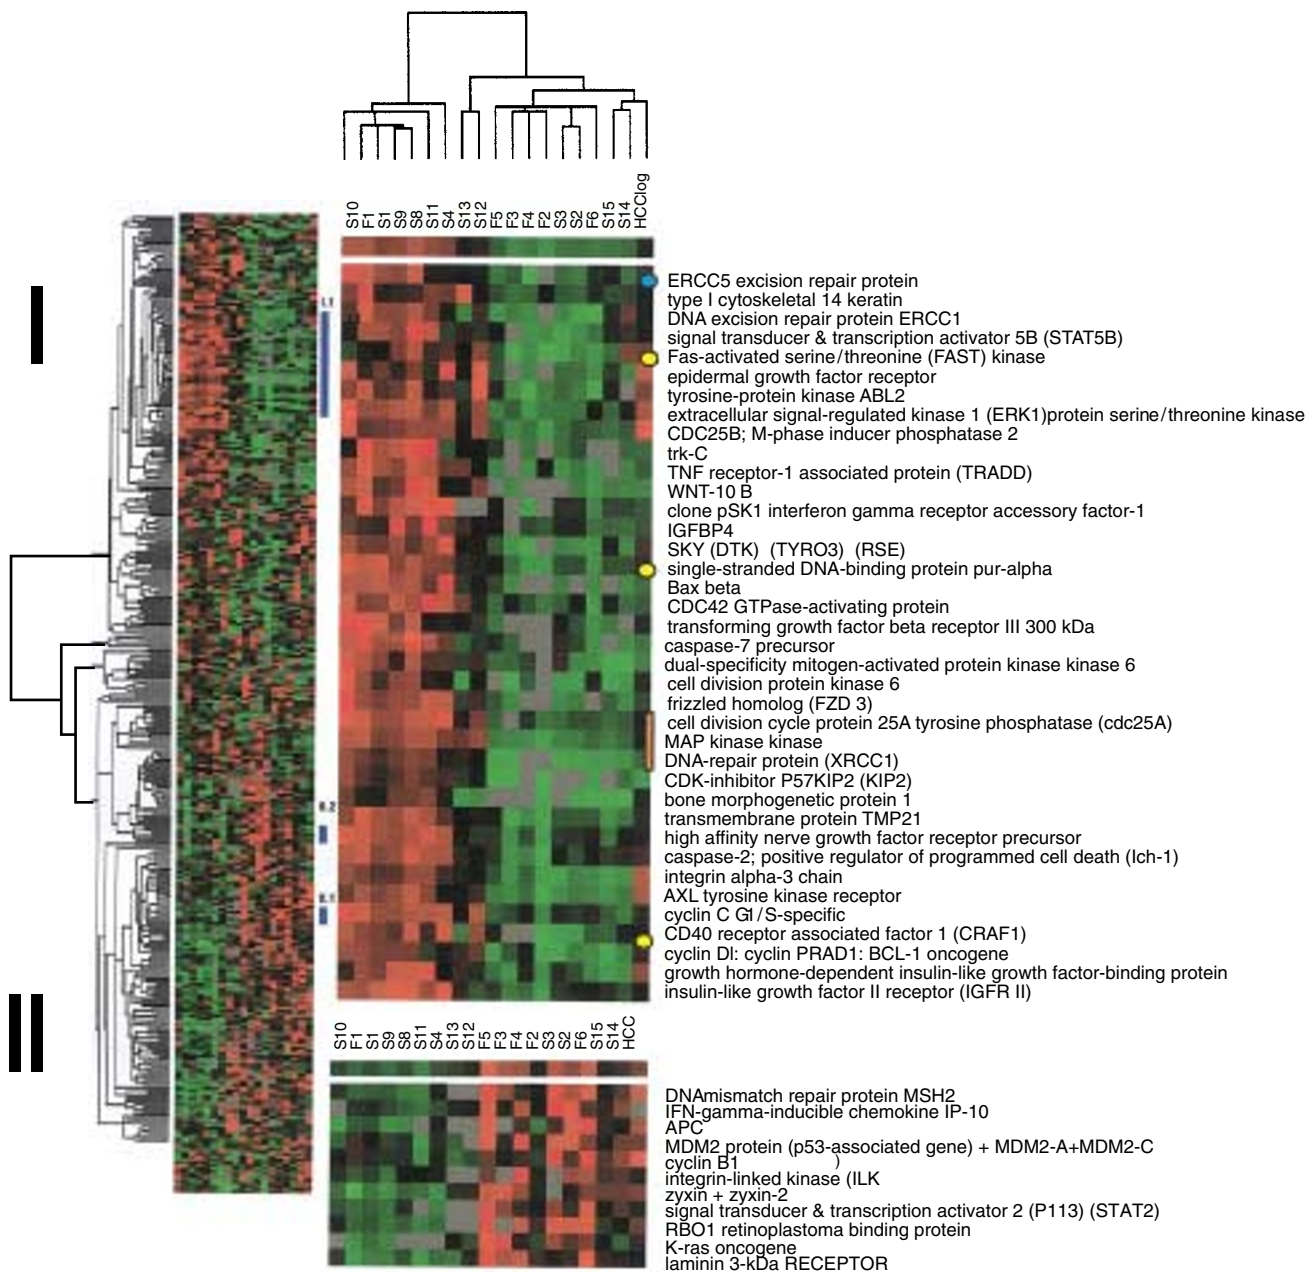 S10 F1 S1 S9 S8 S11 S4 S13 S12 F5 F3 F4 F2 S3 S2 F6 S15 S14 HCClog
ERCC5 excision repair protein
type I cytoskeletal 14 keratin
DNA excision repair protein ERCC1
signal transducer & transcription activator 5B (STAT5B)
Fas-activated serine/threonine (FAST) kinase
epidermal growth factor receptor
tyrosine-protein kinase ABL2
extracellular signal-regulated kinase 1 (ERK1)protein serine/threonine kinase
CDC25B; M-phase inducer phosphatase 2
trk-C
TNF receptor-1 associated protein (TRADD)
WNT-10 B
clone pSK1 interferon gamma receptor accessory factor-1
IGFBP4
SKY (DTK) (TYRO3) (RSE)
single-stranded DNA-binding protein pur-alpha
Bax beta
CDC42 GTPase-activating protein
transforming growth factor beta receptor III 300 kDa
caspase-7 precursor
dual-specificity mitogen-activated protein kinase kinase 6
cell division protein kinase 6
frizzled homolog (FZD 3)
cell division cycle protein 25A tyrosine phosphatase (cdc25A)
MAP kinase kinase
DNA-repair protein (XRCC1)
CDK-inhibitor P57KIP2 (KIP2)
bone morphogenetic protein 1
transmembrane protein TMP21
high affinity nerve growth factor receptor precursor
caspase-2; positive regulator of programmed cell death (Ich-1)
integrin alpha-3 chain
AXL tyrosine kinase receptor
cyclin C G1/S-specific
CD40 receptor associated factor 1 (CRAF1)
cyclin DI: cyclin PRAD1: BCL-1 oncogene
growth hormone-dependent insulin-like growth factor-binding protein
insulin-like growth factor II receptor (IGFR II)
I
II
S10 F1 S1 S9 S8 S11 S4 S13 S12 F5 F3 F4 F2 S3 S2 F6 S15 S14 HCC
DNAmismatch repair protein MSH2
IFN-gamma-inducible chemokine IP-10
APC
MDM2 protein (p53-associated gene) + MDM2-A+MDM2-C
cyclin B1 )
integrin-linked kinase (ILK
zyxin + zyxin-2
signal transducer & transcription activator 2 (P113) (STAT2)
RBO1 retinoplastoma binding protein
K-ras oncogene
laminin 3-kDa RECEPTOR